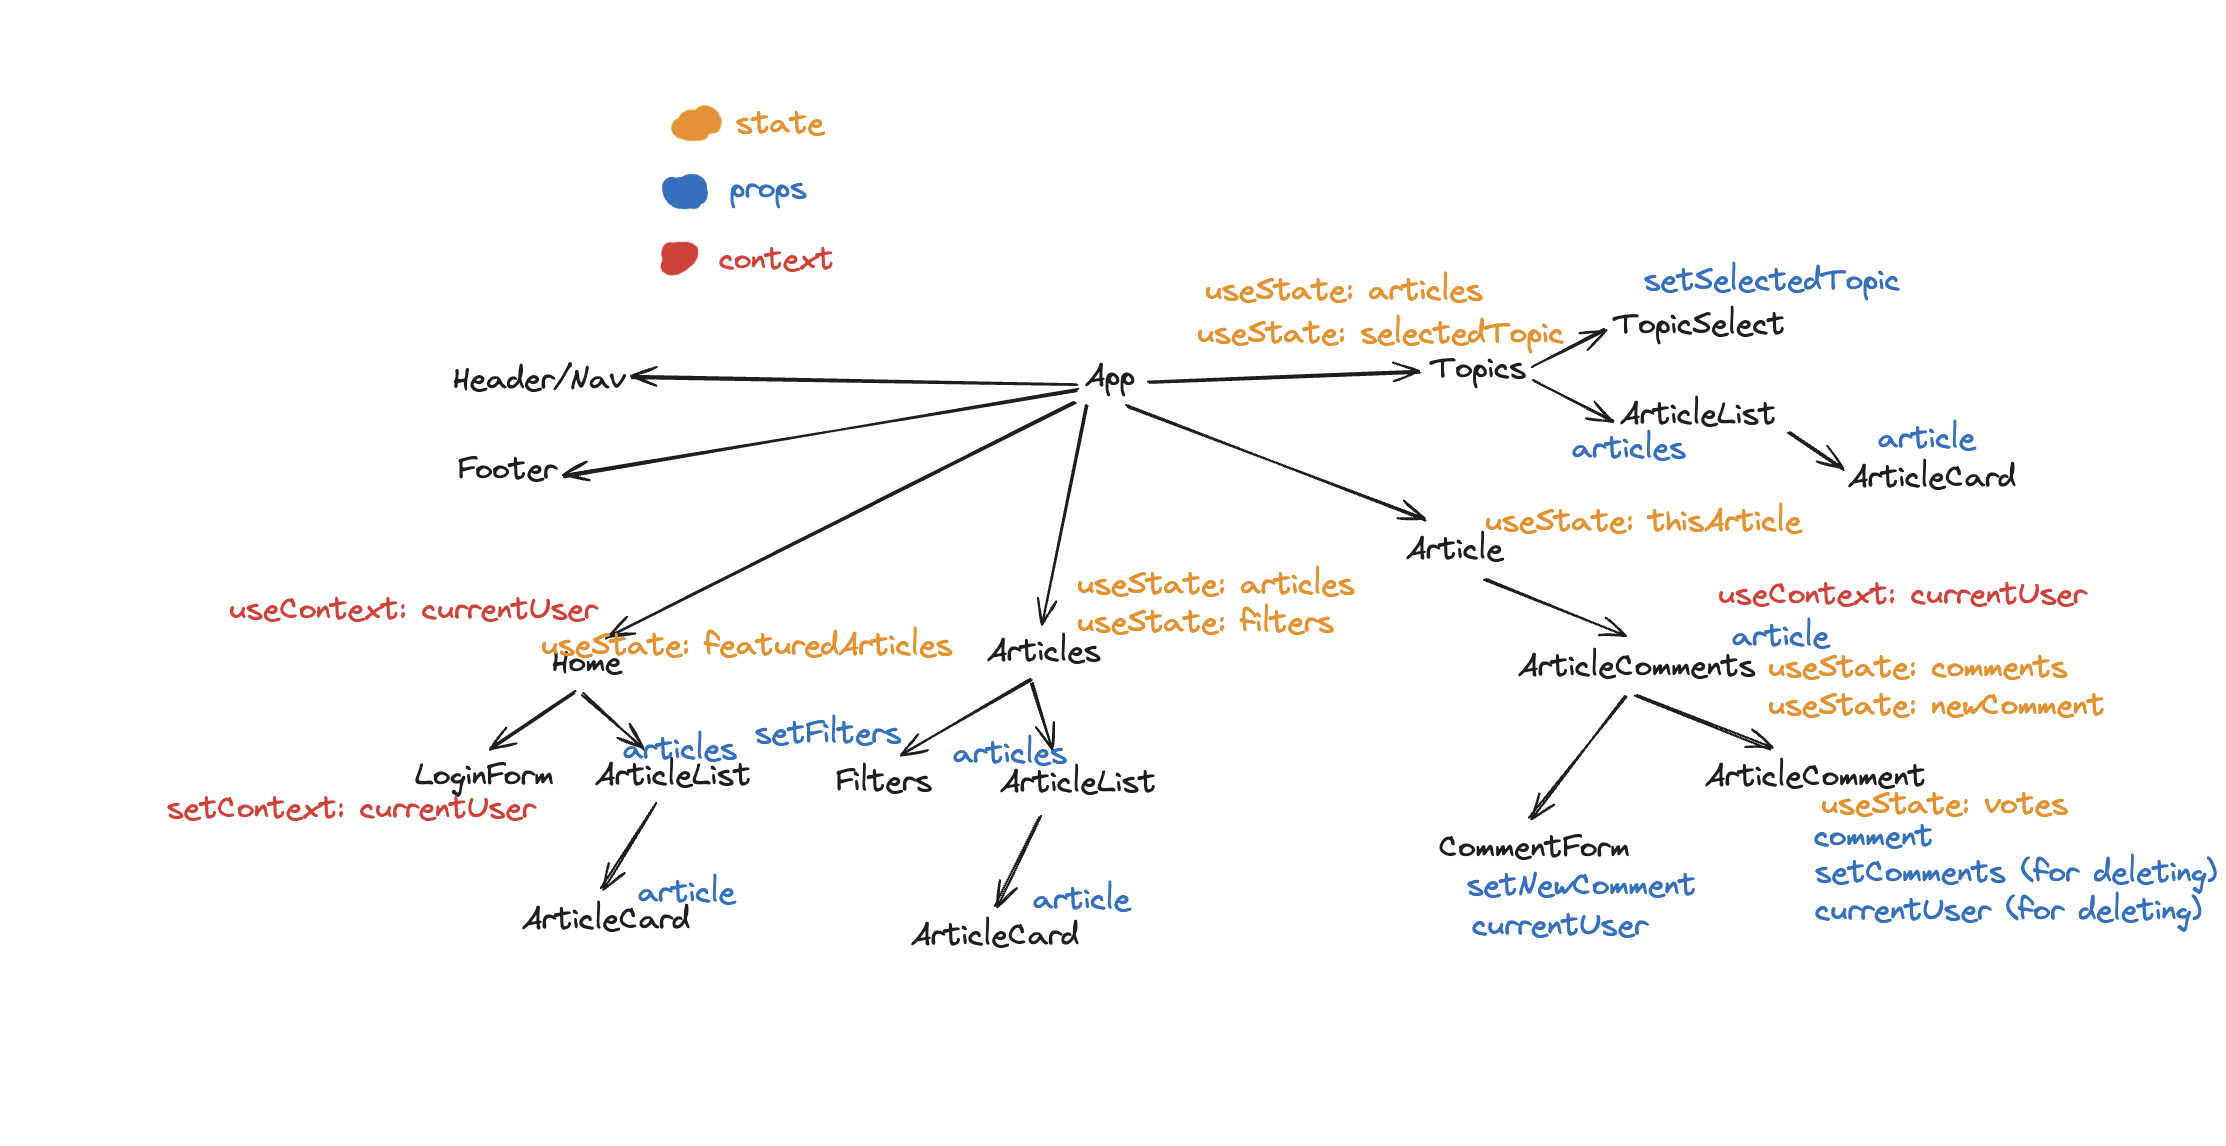 state
props
context
setSelectedTopic
useState: articles
TopicSelect
useState: selectedTopic
Header/Nav
App
Topics
ArticleList
articles
article
Footer
ArticleCard
useState: thisArticle
Article
useContext: currentUser
useState: featuredArticles
Home
useState: articles
useState: filters
Articles
useContext: currentUser
article
ArticleComments
useState: comments
useState: newComment
LoginForm
setContext: currentUser
articles
ArticleList
setFilters
Filters
articles
ArticleList
ArticleComment
useState: votes
comment
setComments (for deleting)
currentUser (for deleting)
CommentForm
setNewComment
currentUser
article
ArticleCard
article
ArticleCard